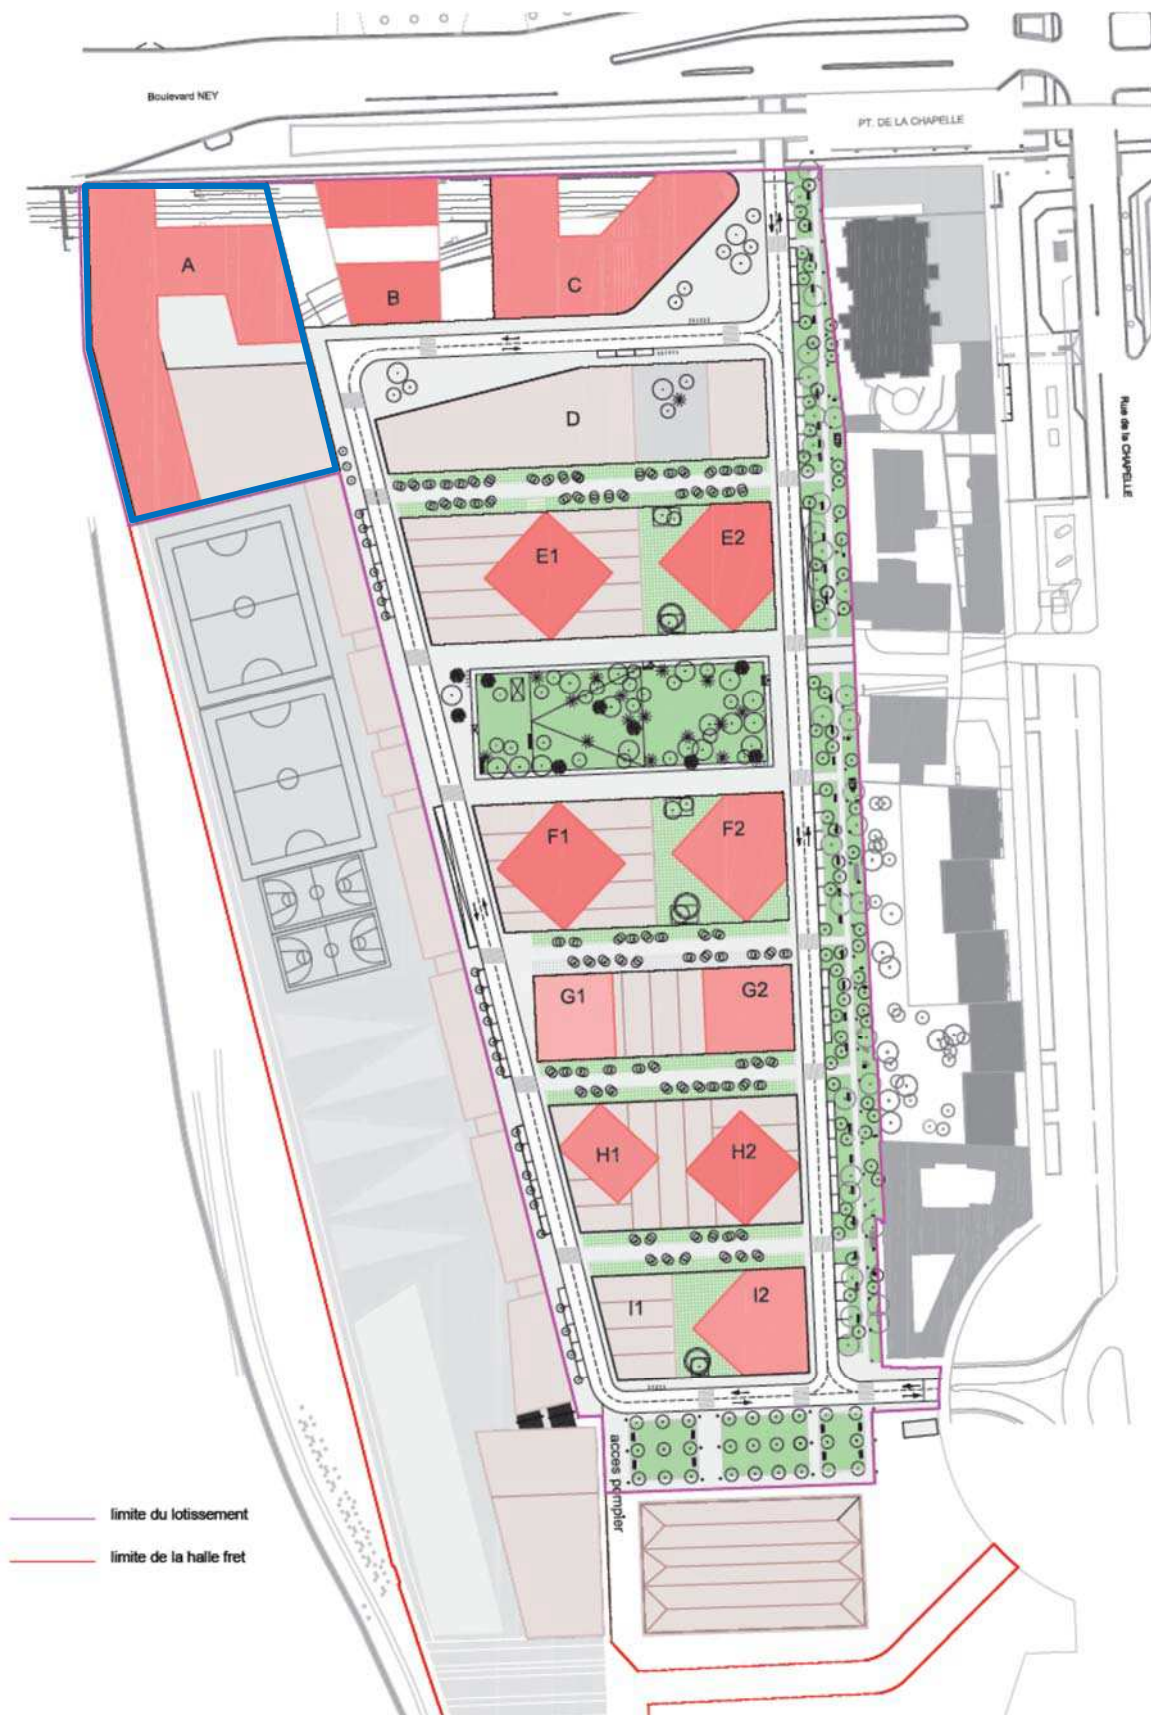 Boulevard NEY
PT. DE LA CHAPELLE
A
B
C
Rue de la CHAPELLE
D
E1
E2
F1
F2
G1
G2
H1
H2
I1
I2
acces pompier
limite du lotissement
limite de la halle fret